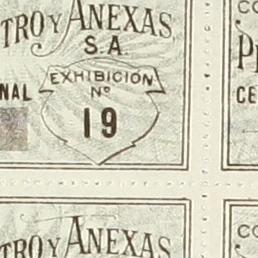 TRO Y ANEXAS
S.A.
EXHIBICION
NAL
Nº
19
CE
TRO Y ANEXAS